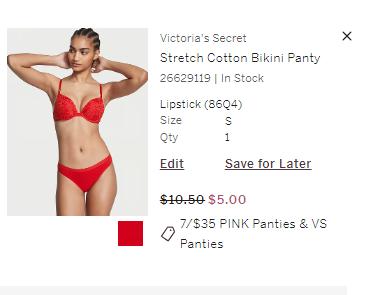 Victoria's Secret
Stretch Cotton Bikini Panty
26629119 | In Stock
Lipstick (86Q4)
Size S
Qty 1
Edit Save for Later
$10.50 $5.00
7/$35 PINK Panties & VS
Panties